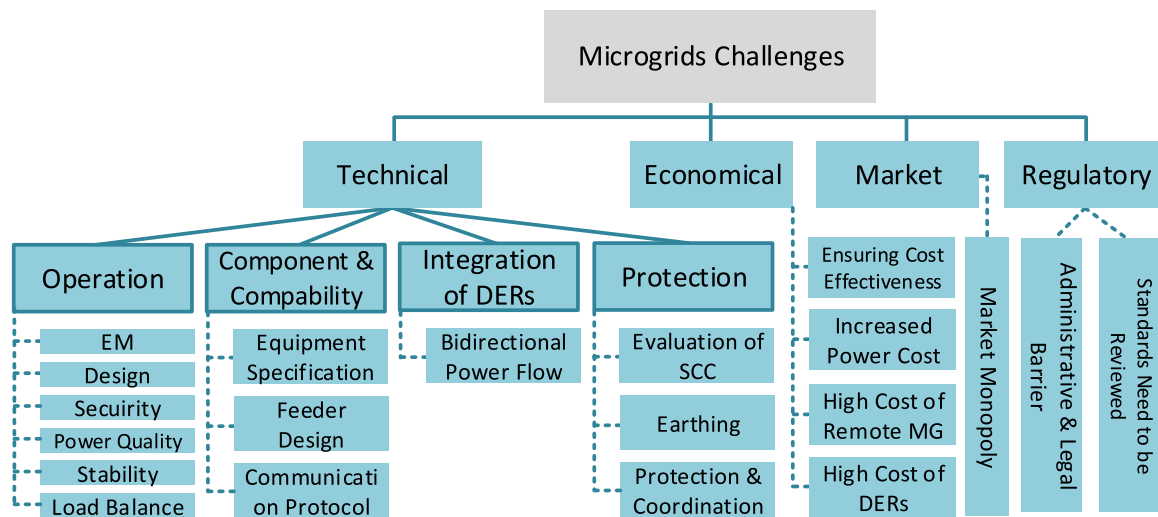 Microgrids Challenges
Technical
Economical
Market
Regulatory
Operation
EM
Design
Secuirity
Power Quality
Stability
Load Balance
Component &
Compability
Equipment
Specification
Feeder
Design
Communicati
on Protocol
Integration
of DERs
Bidirectional
Power Flow
Protection
Evaluation of
SCC
Earthing
Protection &
Coordination
Ensuring Cost
Effectiveness
Increased
Power Cost
High Cost of
Remote MG
High Cost of
DERs
Market Monopoly
Administrative & Legal
Barrier
Standards Need to be
Reviewed